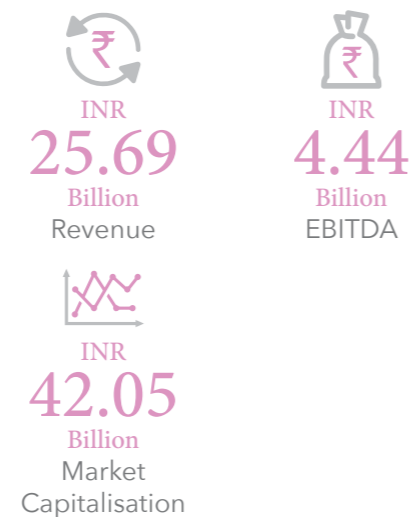 ₹
INR
25.69
Billion
Revenue
₹
INR
4.44
Billion
EBITDA
INR
42.05
Billion
Market
Capitalisation